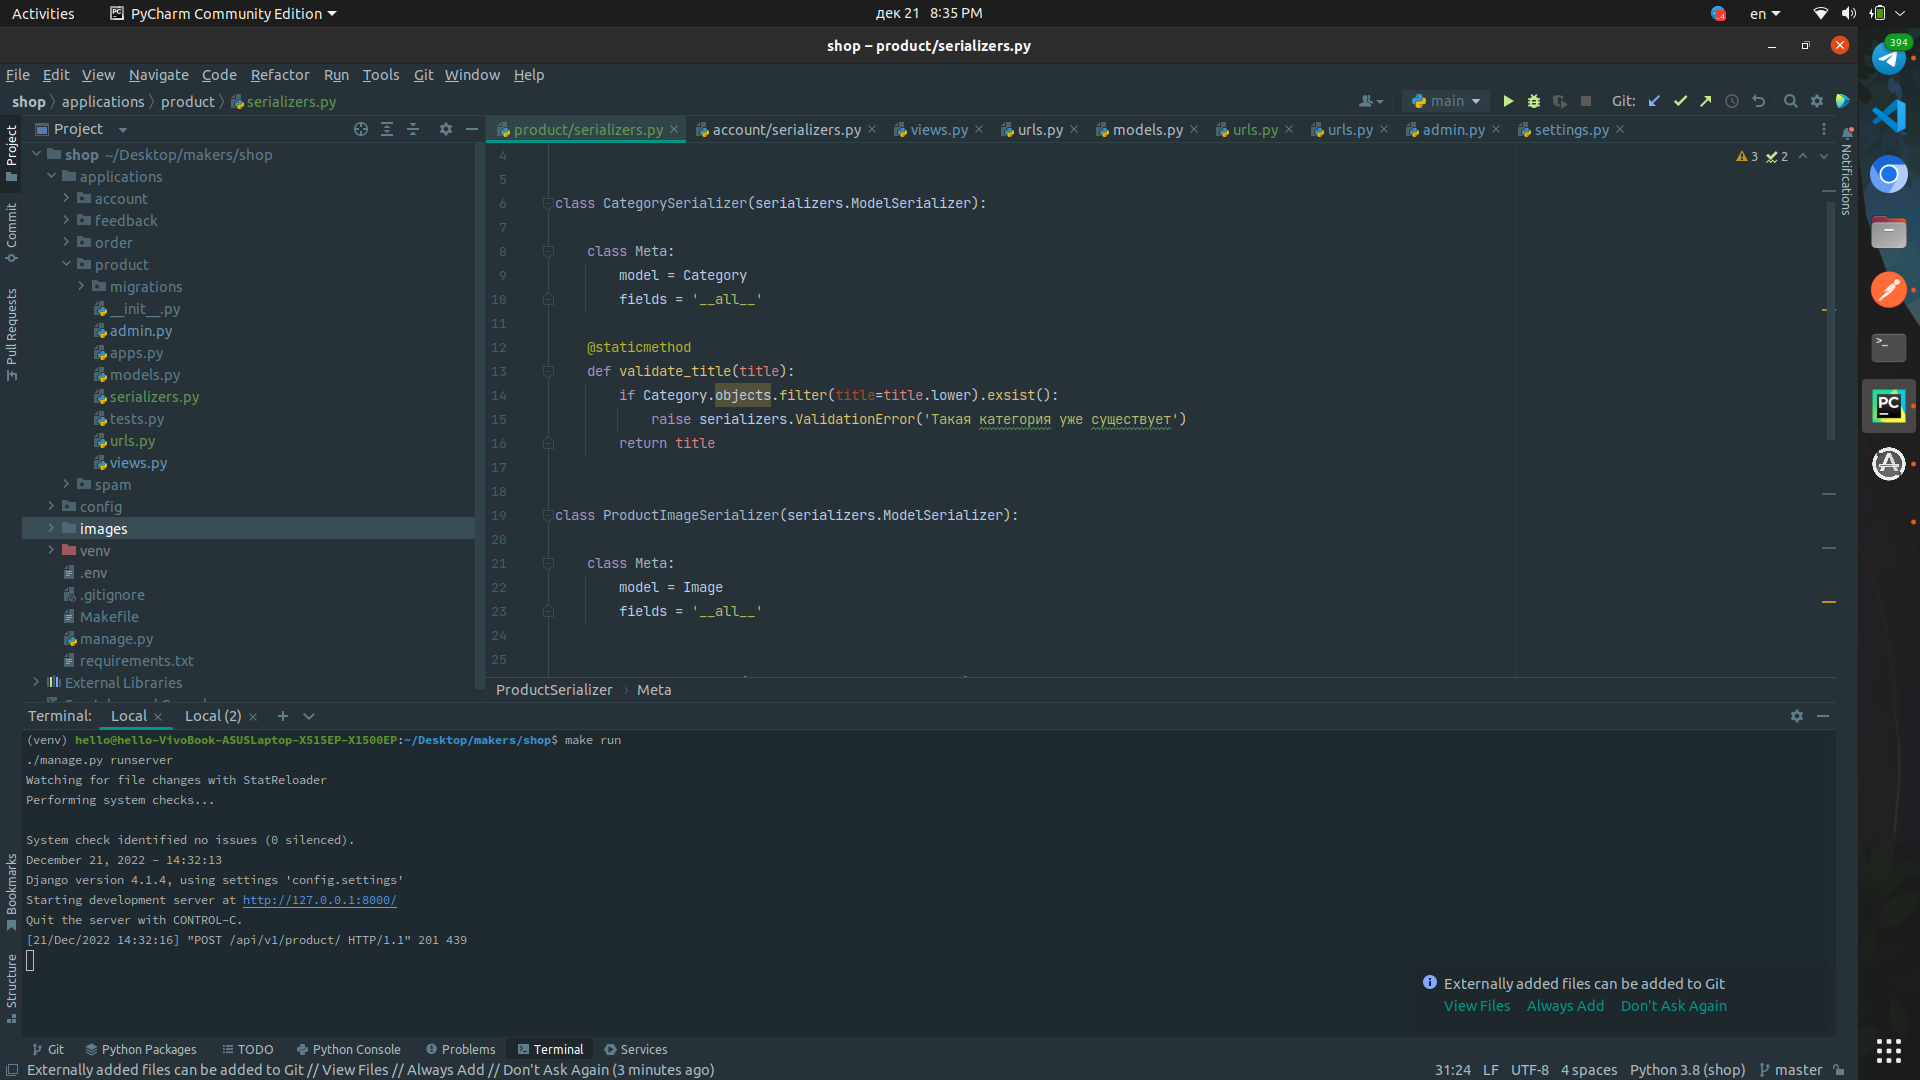 Activities
PyCharm Community Edition
дек 21 8:35 PM
en
shop – product/serializers.py
394
File Edit View Navigate Code Refactor Run Tools Git Window Help
shop applications product serializers.py
main
Git:
Project
product/serializers.py account/serializers.py views.py urls.py models.py urls.py urls.py admin.py settings.py
Project
Commit
Pull Requests
Bookmarks
Structure
Notifications
shop ~/Desktop/makers/shop
applications
account
feedback
order
product
migrations
__init__.py
admin.py
apps.py
models.py
serializers.py
tests.py
urls.py
views.py
spam
config
images
venv
.env
.gitignore
Makefile
manage.py
requirements.txt
External Libraries
3 2
4
5
6 class CategorySerializer(serializers.ModelSerializer):
7
8 class Meta:
9 model = Category
10 fields = '__all__'
11
12 @staticmethod
13 def validate_title(title):
14 if Category.objects.filter(title=title.lower).exsist():
15 raise serializers.ValidationError('Такая категория уже существует')
16 return title
17
18
19 class ProductImageSerializer(serializers.ModelSerializer):
20
21 class Meta:
22 model = Image
23 fields = '__all__'
24
25
ProductSerializer Meta
Terminal: Local Local (2)
(venv) hello@hello-VivoBook-ASUSLaptop-X515EP-X1500EP:~/Desktop/makers/shop$ make run
./manage.py runserver
Watching for file changes with StatReloader
Performing system checks...
System check identified no issues (0 silenced).
December 21, 2022 - 14:32:13
Django version 4.1.4, using settings 'config.settings'
Starting development server at http://127.0.0.1:8000/
Quit the server with CONTROL-C.
[21/Dec/2022 14:32:16] "POST /api/v1/product/ HTTP/1.1" 201 439
Externally added files can be added to Git
View Files Always Add Don't Ask Again
Git Python Packages TODO Python Console Problems Terminal Services
Externally added files can be added to Git // View Files // Always Add // Don't Ask Again (3 minutes ago)
31:24 LF UTF-8 4 spaces Python 3.8 (shop) master